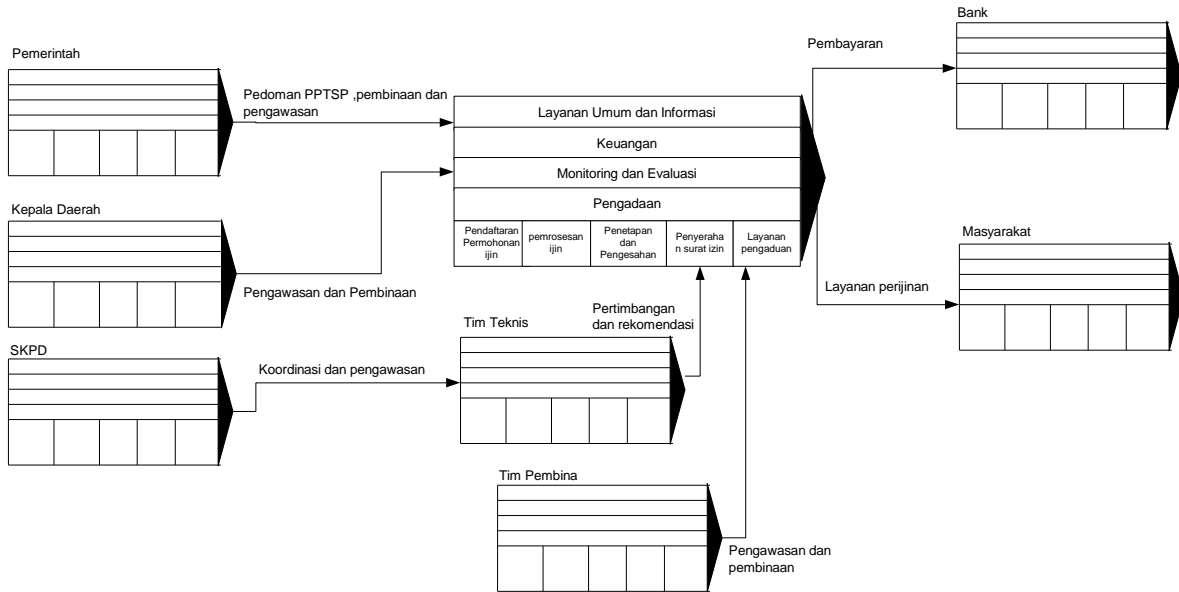 Pemerintah
Pedoman PPTSP ,pembinaan dan
pengawasan
Kepala Daerah
Pengawasan dan Pembinaan
SKPD
Koordinasi dan pengawasan
Layanan Umum dan Informasi
Keuangan
Monitoring dan Evaluasi
Pengadaan
Pendaftaran
Permohonan
ijin
pemrosesan
ijin
Penetapan
dan
Pengesahan
Penyeraha
n surat izin
Layanan
pengaduan
Tim Teknis
Pertimbangan
dan rekomendasi
Tim Pembina
Pengawasan dan
pembinaan
Bank
Pembayaran
Masyarakat
Layanan perijinan